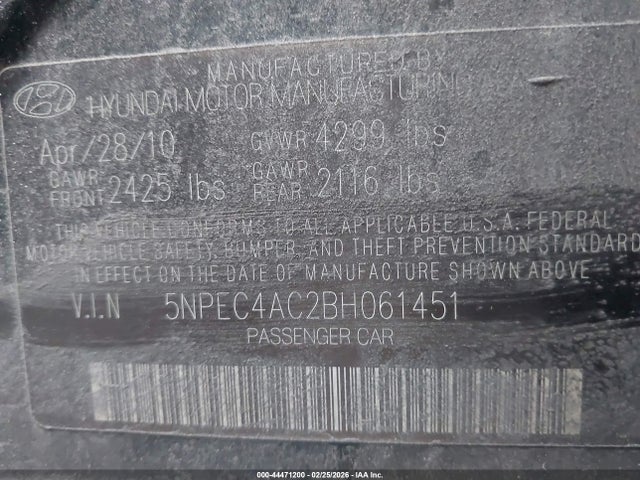 MANUFACTURED BY
HYUNDAI MOTOR MANUFACTURING
Apr/28/10 GVWR 4299 lbs
GAWR FRONT 2425 lbs GAWR REAR 2116 lbs
THIS VEHICLE CONFORMS TO ALL APPLICABLE U.S.A. FEDERAL
MOTOR VEHICLE SAFETY, BUMPER, AND THEFT PREVENTION STANDARD
IN EFFECT ON THE DATE OF MANUFACTURE SHOWN ABOVE.
V.I.N 5NPEC4AC2BH061451
PASSENGER CAR
000-44471200 - 02/25/2026 - IAA Inc.